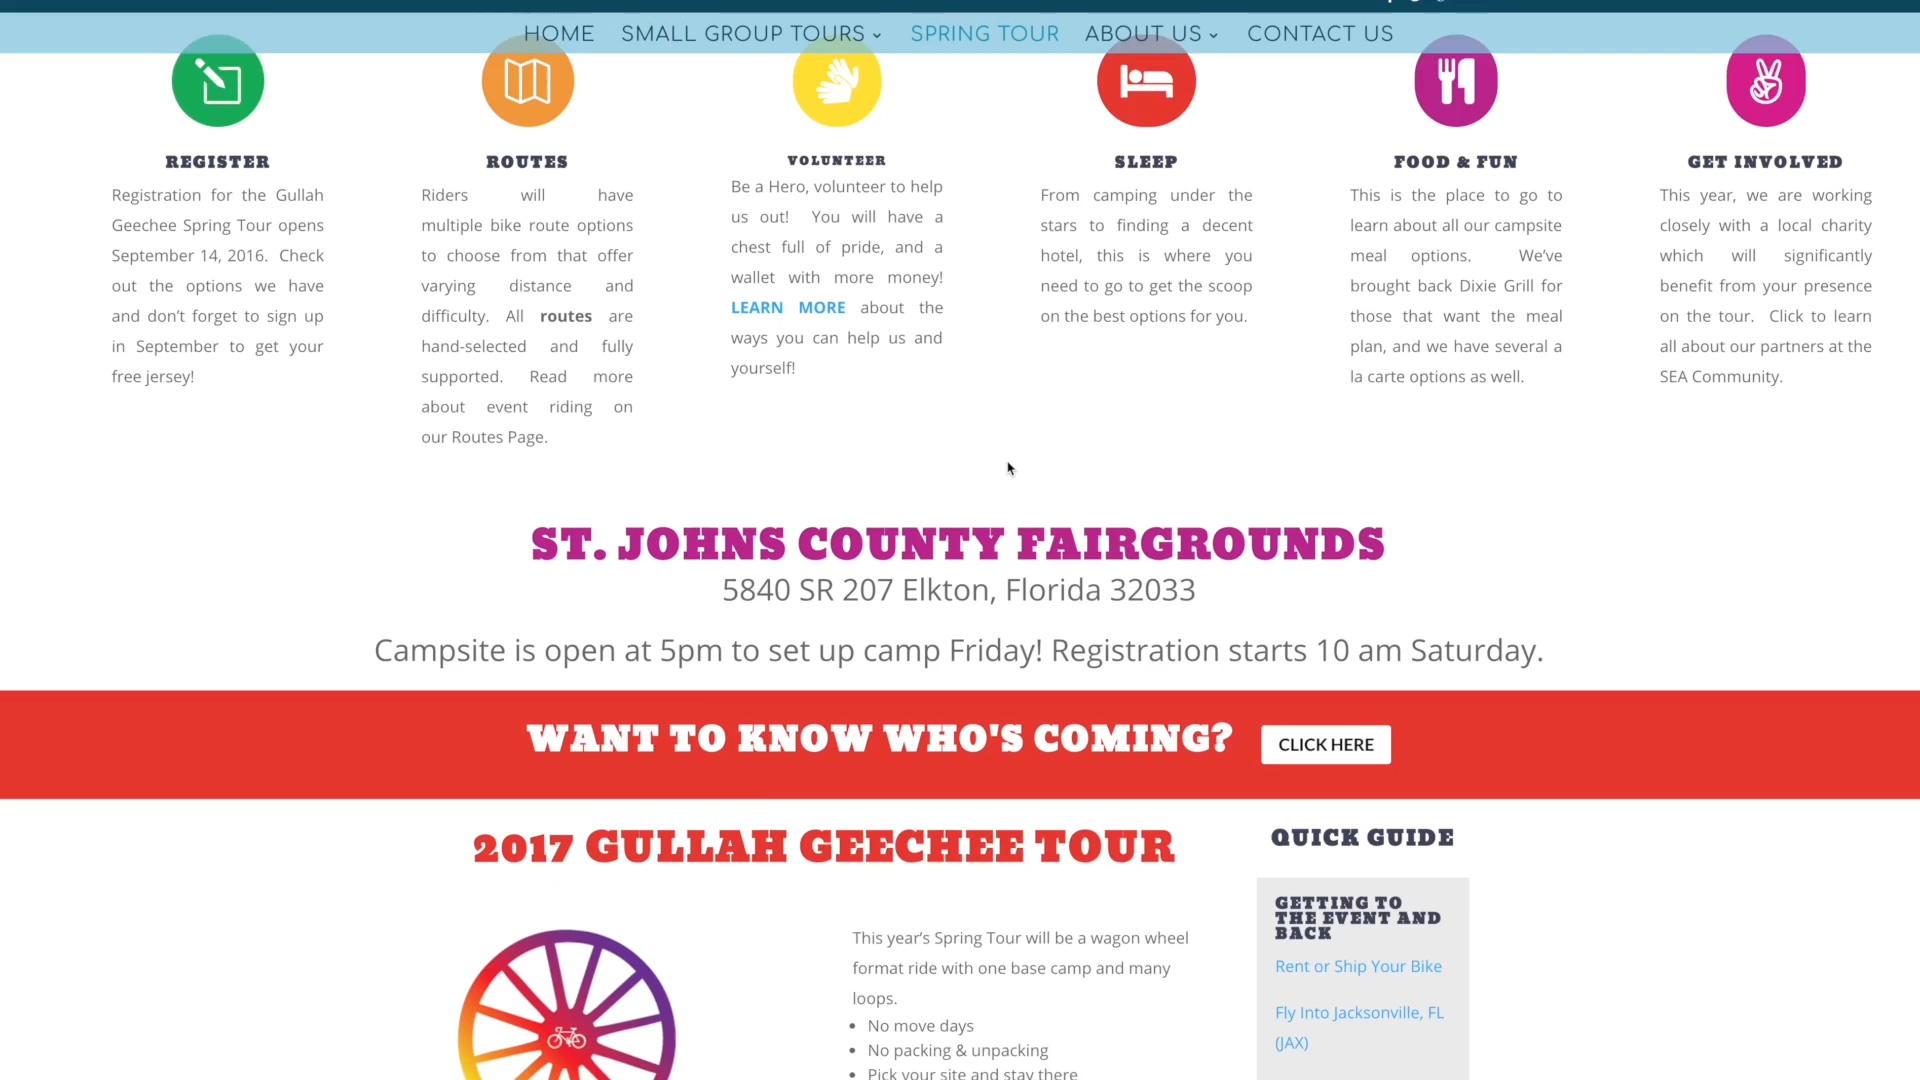 HOME SMALL GROUP TOURS SPRING TOUR ABOUT US CONTACT US
REGISTER
Registration for the Gullah
Geechee Spring Tour opens
September 14, 2016. Check
out the options we have
and don't forget to sign up
in September to get your
free jersey!
ROUTES
Riders will have
multiple bike route options
to choose from that offer
varying distance and
difficulty. All routes are
hand-selected and fully
supported. Read more
about event riding on
our Routes Page.
VOLUNTEER
Be a Hero, volunteer to help
us out! You will have a
chest full of pride, and a
wallet with more money!
LEARN MORE about the
ways you can help us and
yourself!
SLEEP
From camping under the
stars to finding a decent
hotel, this is where you
need to go to get the scoop
on the best options for you.
FOOD & FUN
This is the place to go to
learn about all our campsite
meal options. We've
brought back Dixie Grill for
those that want the meal
plan, and we have several a
la carte options as well.
GET INVOLVED
This year, we are working
closely with a local charity
which will significantly
benefit from your presence
on the tour. Click to learn
all about our partners at the
SEA Community.
ST. JOHNS COUNTY FAIRGROUNDS
5840 SR 207 Elkton, Florida 32033
Campsite is open at 5pm to set up camp Friday! Registration starts 10 am Saturday.
WANT TO KNOW WHO'S COMING?
CLICK HERE
2017 GULLAH GEECHEE TOUR
This year's Spring Tour will be a wagon wheel
format ride with one base camp and many
loops.
• No move days
• No packing & unpacking
• Pick your site and stay there
QUICK GUIDE
GETTING TO
THE EVENT AND
BACK
Rent or Ship Your Bike
Fly Into Jacksonville, FL
(JAX)